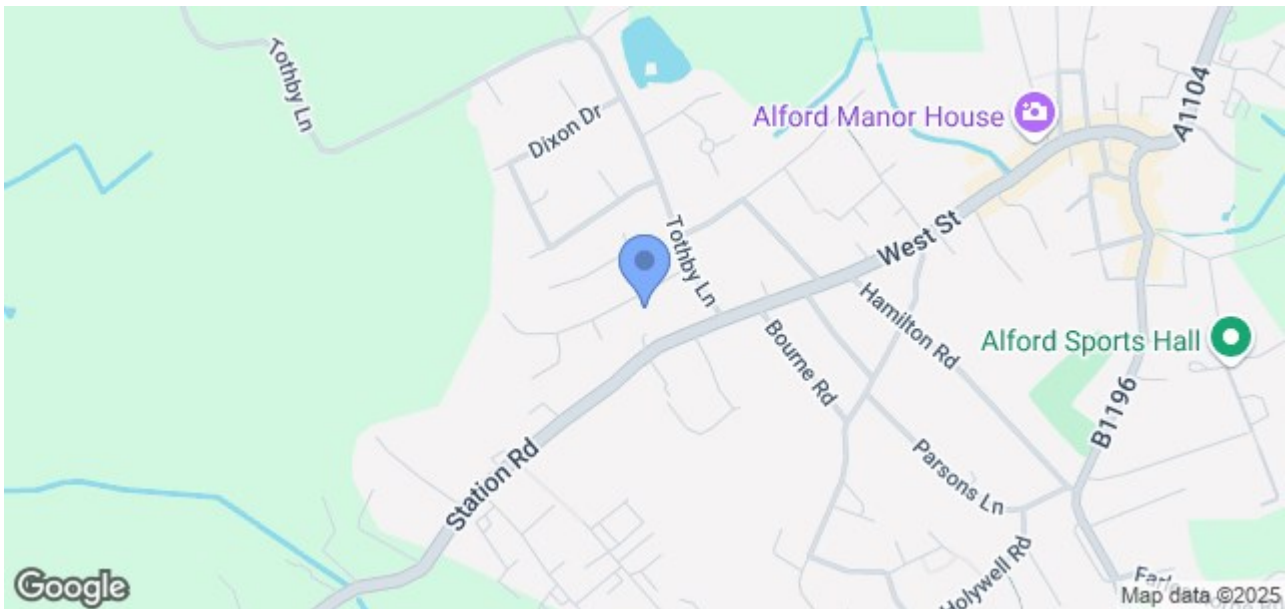 Tothby Ln
Dixon Dr
Alford Manor House
A1104
Tothby Ln
West St
Hamilton Rd
Bourne Rd
Alford Sports Hall
B1196
Station Rd
Parsons Ln
Holywell Rd
Google
Map data ©2025